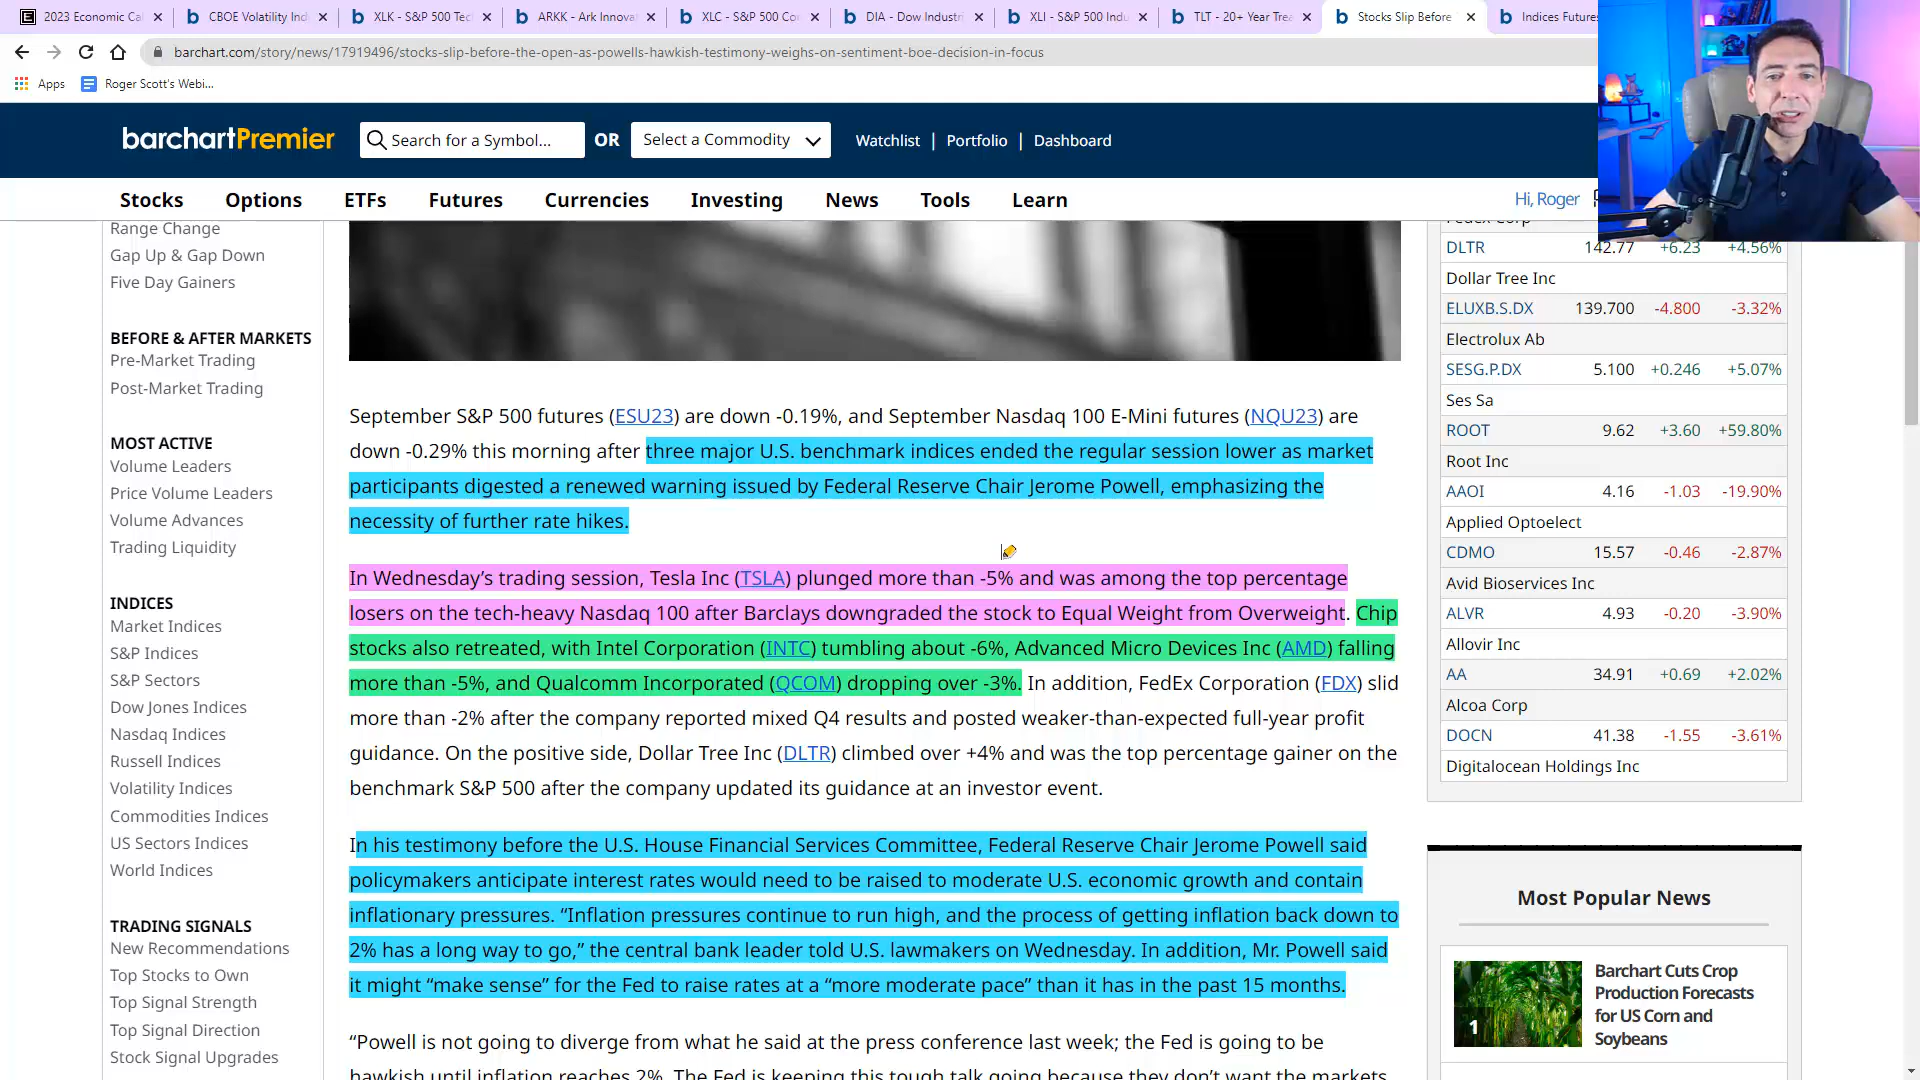 2023 Economic Cal
CBOE Volatility Ind
XLK - S&P 500 Tec
ARKK - Ark Innova
XLC - S&P 500 Co
DIA - Dow Industri
XLI - S&P 500 Indu
TLT - 20+ Year Trea
Stocks Slip Before
Indices Futures
barchart.com/story/news/17919496/stocks-slip-before-the-open-as-powells-hawkish-testimony-weighs-on-sentiment-boe-decision-in-focus
Apps
Roger Scott's Webi...
barchartPremier
Search for a Symbol...
OR
Select a Commodity
Watchlist | Portfolio | Dashboard
Stocks Options ETFs Futures Currencies Investing News Tools Learn
Hi, Roger
Range Change
Gap Up & Gap Down
Five Day Gainers
BEFORE & AFTER MARKETS
Pre-Market Trading
Post-Market Trading
MOST ACTIVE
Volume Leaders
Price Volume Leaders
Volume Advances
Trading Liquidity
INDICES
Market Indices
S&P Indices
S&P Sectors
Dow Jones Indices
Nasdaq Indices
Russell Indices
Volatility Indices
Commodities Indices
US Sectors Indices
World Indices
TRADING SIGNALS
New Recommendations
Top Stocks to Own
Top Signal Strength
Top Signal Direction
Stock Signal Upgrades
September S&P 500 futures (ESU23) are down -0.19%, and September Nasdaq 100 E-Mini futures (NQU23) are
down -0.29% this morning after three major U.S. benchmark indices ended the regular session lower as market
participants digested a renewed warning issued by Federal Reserve Chair Jerome Powell, emphasizing the
necessity of further rate hikes.
In Wednesday’s trading session, Tesla Inc (TSLA) plunged more than -5% and was among the top percentage
losers on the tech-heavy Nasdaq 100 after Barclays downgraded the stock to Equal Weight from Overweight. Chip
stocks also retreated, with Intel Corporation (INTC) tumbling about -6%, Advanced Micro Devices Inc (AMD) falling
more than -5%, and Qualcomm Incorporated (QCOM) dropping over -3%. In addition, FedEx Corporation (FDX) slid
more than -2% after the company reported mixed Q4 results and posted weaker-than-expected full-year profit
guidance. On the positive side, Dollar Tree Inc (DLTR) climbed over +4% and was the top percentage gainer on the
benchmark S&P 500 after the company updated its guidance at an investor event.
In his testimony before the U.S. House Financial Services Committee, Federal Reserve Chair Jerome Powell said
policymakers anticipate interest rates would need to be raised to moderate U.S. economic growth and contain
inflationary pressures. “Inflation pressures continue to run high, and the process of getting inflation back down to
2% has a long way to go,” the central bank leader told U.S. lawmakers on Wednesday. In addition, Mr. Powell said
it might “make sense” for the Fed to raise rates at a “more moderate pace” than it has in the past 15 months.
“Powell is not going to diverge from what he said at the press conference last week; the Fed is going to be
hawkish until inflation reaches 2%. The Fed is keeping this tough talk going because they don’t want the markets
Fedex Corp
DLTR 142.77 +6.23 +4.56%
Dollar Tree Inc
ELUXB.S.DX 139.700 -4.800 -3.32%
Electrolux Ab
SESG.P.DX 5.100 +0.246 +5.07%
Ses Sa
ROOT 9.62 +3.60 +59.80%
Root Inc
AAOI 4.16 -1.03 -19.90%
Applied Optoelect
CDMO 15.57 -0.46 -2.87%
Avid Bioservices Inc
ALVR 4.93 -0.20 -3.90%
Allovir Inc
AA 34.91 +0.69 +2.02%
Alcoa Corp
DOCN 41.38 -1.55 -3.61%
Digitalocean Holdings Inc
Most Popular News
1
Barchart Cuts Crop
Production Forecasts
for US Corn and
Soybeans